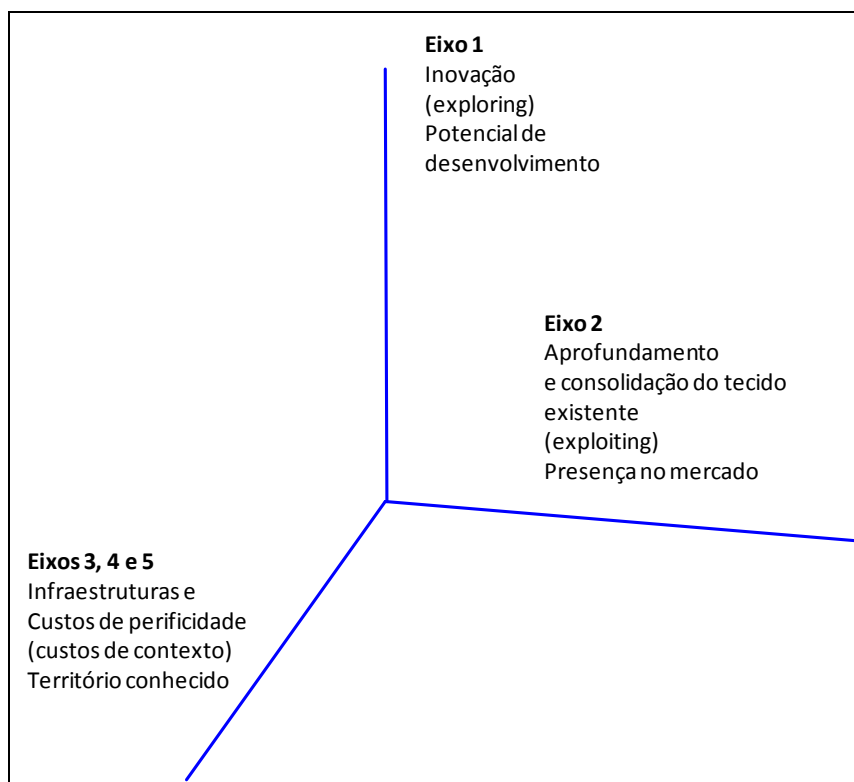 Eixo 1
Inovação
(exploring)
Potencial de
desenvolvimento
Eixo 2
Aprofundamento
e consolidação do tecido
existente
(exploiting)
Presença no mercado
Eixos 3, 4 e 5
Infraestruturas e
Custos de perificidade
(custos de contexto)
Território conhecido